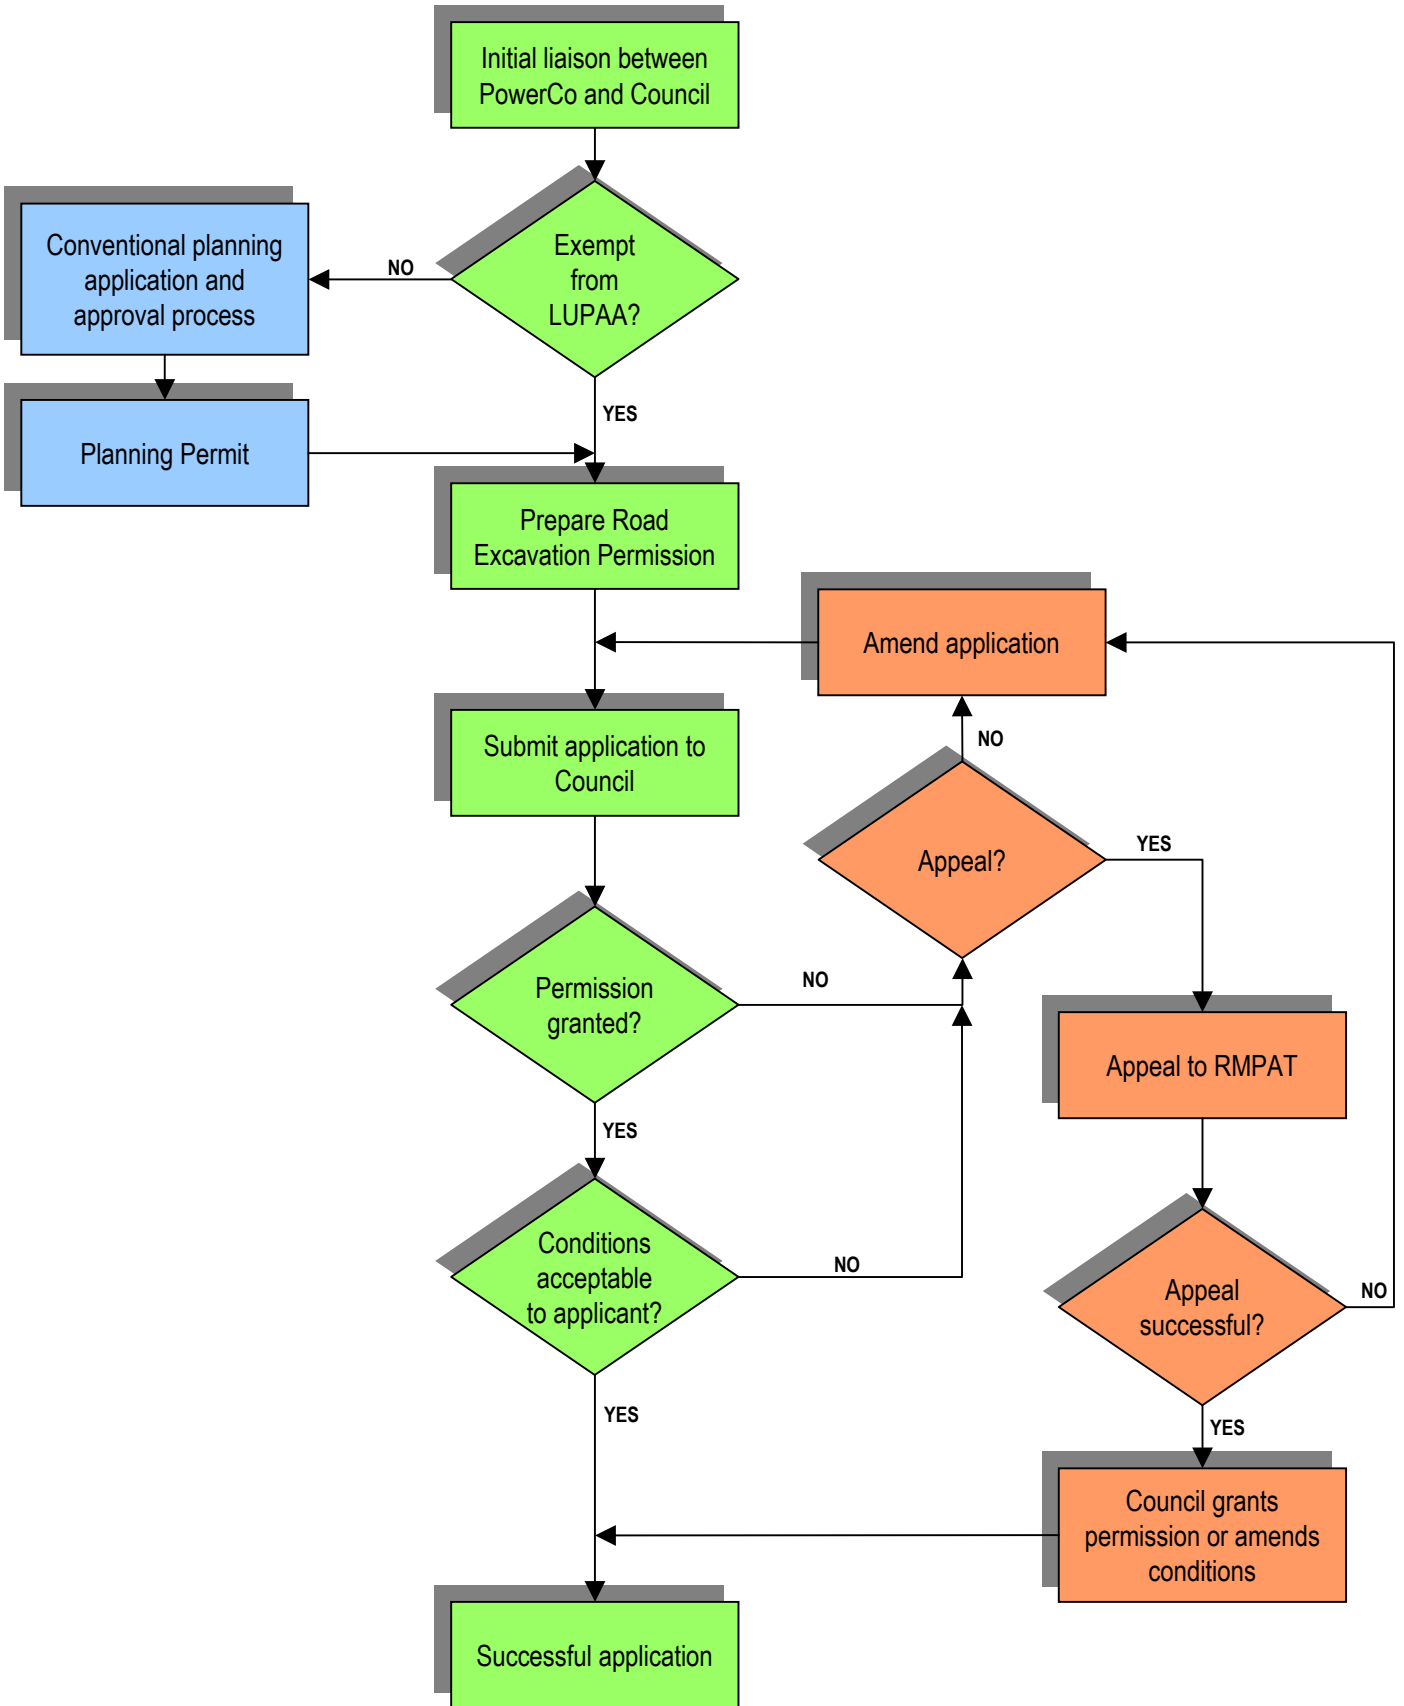 Initial liaison between
PowerCo and Council
Exempt
from
LUPAA?
NO
Conventional planning
application and
approval process
YES
Planning Permit
Prepare Road
Excavation Permission
Amend application
NO
Submit application to
Council
Appeal?
YES
Permission
granted?
NO
Appeal to RMPAT
YES
Conditions
acceptable
to applicant?
NO
Appeal
successful?
NO
YES
YES
Council grants
permission or amends
conditions
Successful application